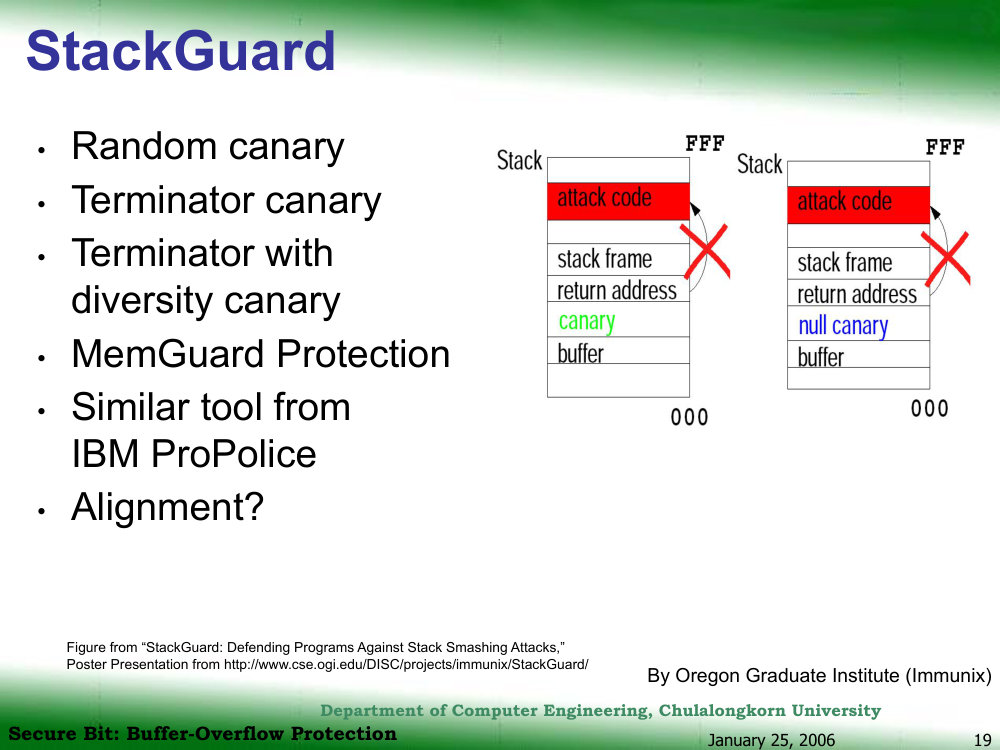 StackGuard
• Random canary
• Terminator canary
• Terminator with
diversity canary
• MemGuard Protection
• Similar tool from
IBM ProPolice
• Alignment?
FFF
Stack
attack code
stack frame
return address
canary
buffer
000
FFF
Stack
attack code
stack frame
return address
null canary
buffer
000
Figure from “StackGuard: Defending Programs Against Stack Smashing Attacks,”
Poster Presentation from http://www.cse.ogi.edu/DISC/projects/immunix/StackGuard/
By Oregon Graduate Institute (Immunix)
Department of Computer Engineering, Chulalongkorn University
Secure Bit: Buffer-Overflow Protection
January 25, 2006
19